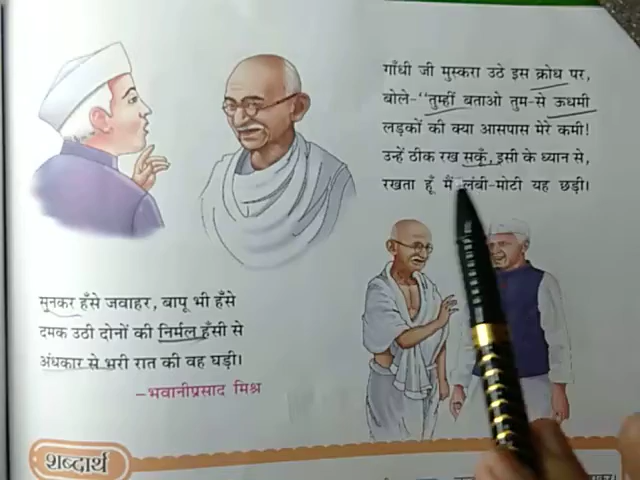 गाँधी जी मुस्करा उठे इस क्रोध पर,
बोले-"तुम्हीं बताओ तुम-से ऊधमी
लड़कों की क्या आसपास मेरे कमी!
उन्हें ठीक रख सकूँ, इसी के ध्यान से,
रखता हूँ मैं लंबी-मोटी यह छड़ी।
सुनकर हँसे जवाहर, बापू भी हँसे
दमक उठी दोनों की निर्मल हँसी से
अंधकार से भरी रात की वह घड़ी।
-भवानीप्रसाद मिश्र
शब्दार्थ